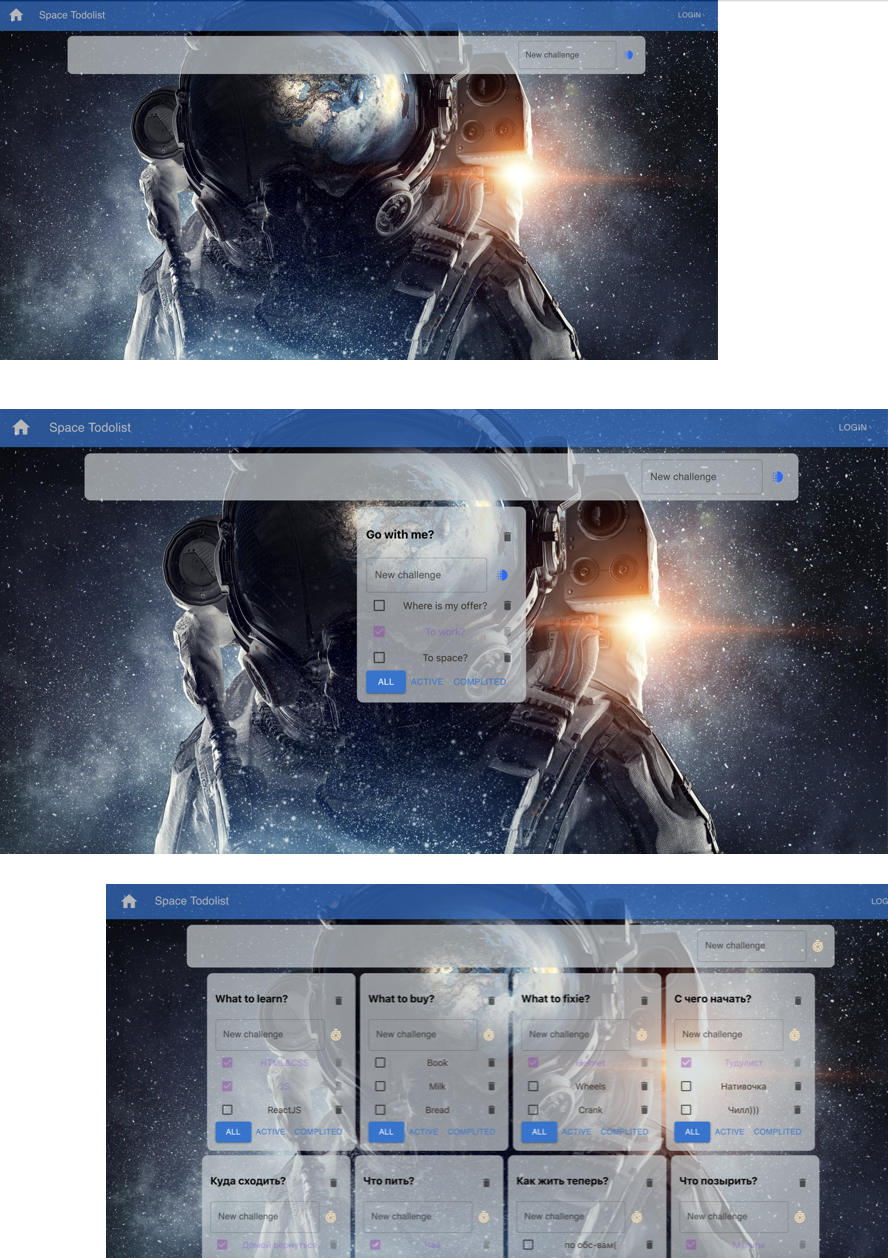 Space Todolist LOGIN
New challenge
Space Todolist LOGIN
New challenge
Go with me?
New challenge
Where is my offer?
To work?
To space?
ALL ACTIVE COMPLITED
Space Todolist LOG
New challenge
What to learn? What to buy? What to fixie? С чего начать?
New challenge New challenge New challenge New challenge
HTML&CSS Book Тудулист
JS Milk Wheels Нативочка
ReactJS Bread Crank Чилл)))
ALL ACTIVE COMPLITED ALL ACTIVE COMPLITED ALL ACTIVE COMPLITED ALL ACTIVE COMPLITED
Куда сходить? Что пить? Как жить теперь? Что позырить?
New challenge New challenge New challenge New challenge
Домой вернуться Чай по обс-вам(